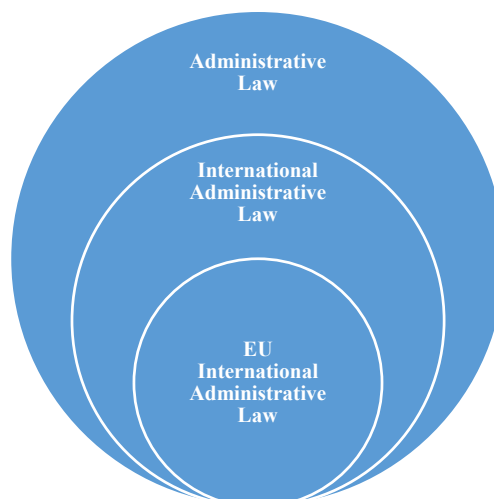 Administrative
Law
International
Administrative
Law
EU
International
Administrative
Law